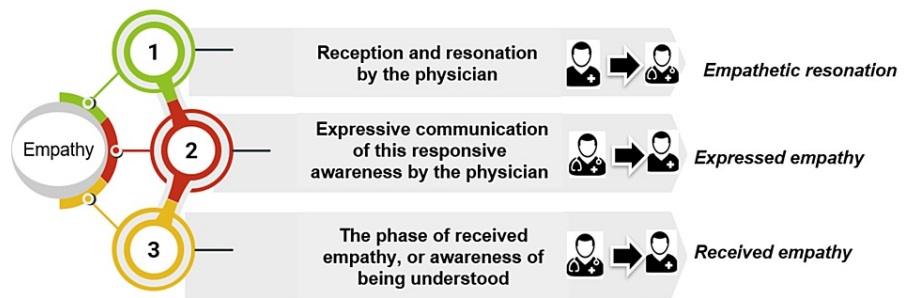 1
Reception and resonation
by the physician
Empathetic resonation
Empathy
2
Expressive communication
of this responsive
awareness by the physician
Expressed empathy
3
The phase of received
empathy, or awareness of
being understood
Received empathy